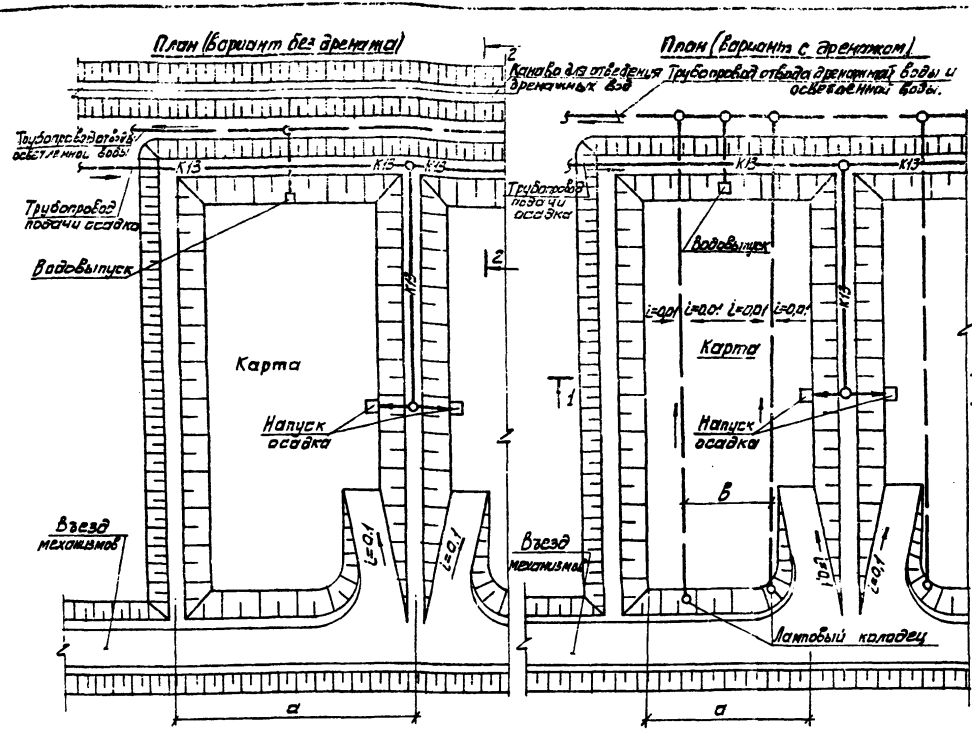 План (вариант без дренажа)
2
Канава для отведения
дренажных вод
Трубопровод отвода
осветленной воды
К13 К13 К13
Трубопровод
подачи осадка
Водовыпуск
2
К13
Карта
Напуск
осадка
Въезд
механизмов
i=0.1
i=0.1
а
План (вариант с дренажом)
Трубопровод отвода дренажной воды и
осветленной воды.
К13 К13
Трубопровод
подачи осадка
Водовыпуск
К13
i=0,01 i=0,01 i=0,01 i=0,01
Карта
1
Напуск
осадка
в
Въезд
механизмов
i=0,1
i=0,1
Лотковый колодец
а